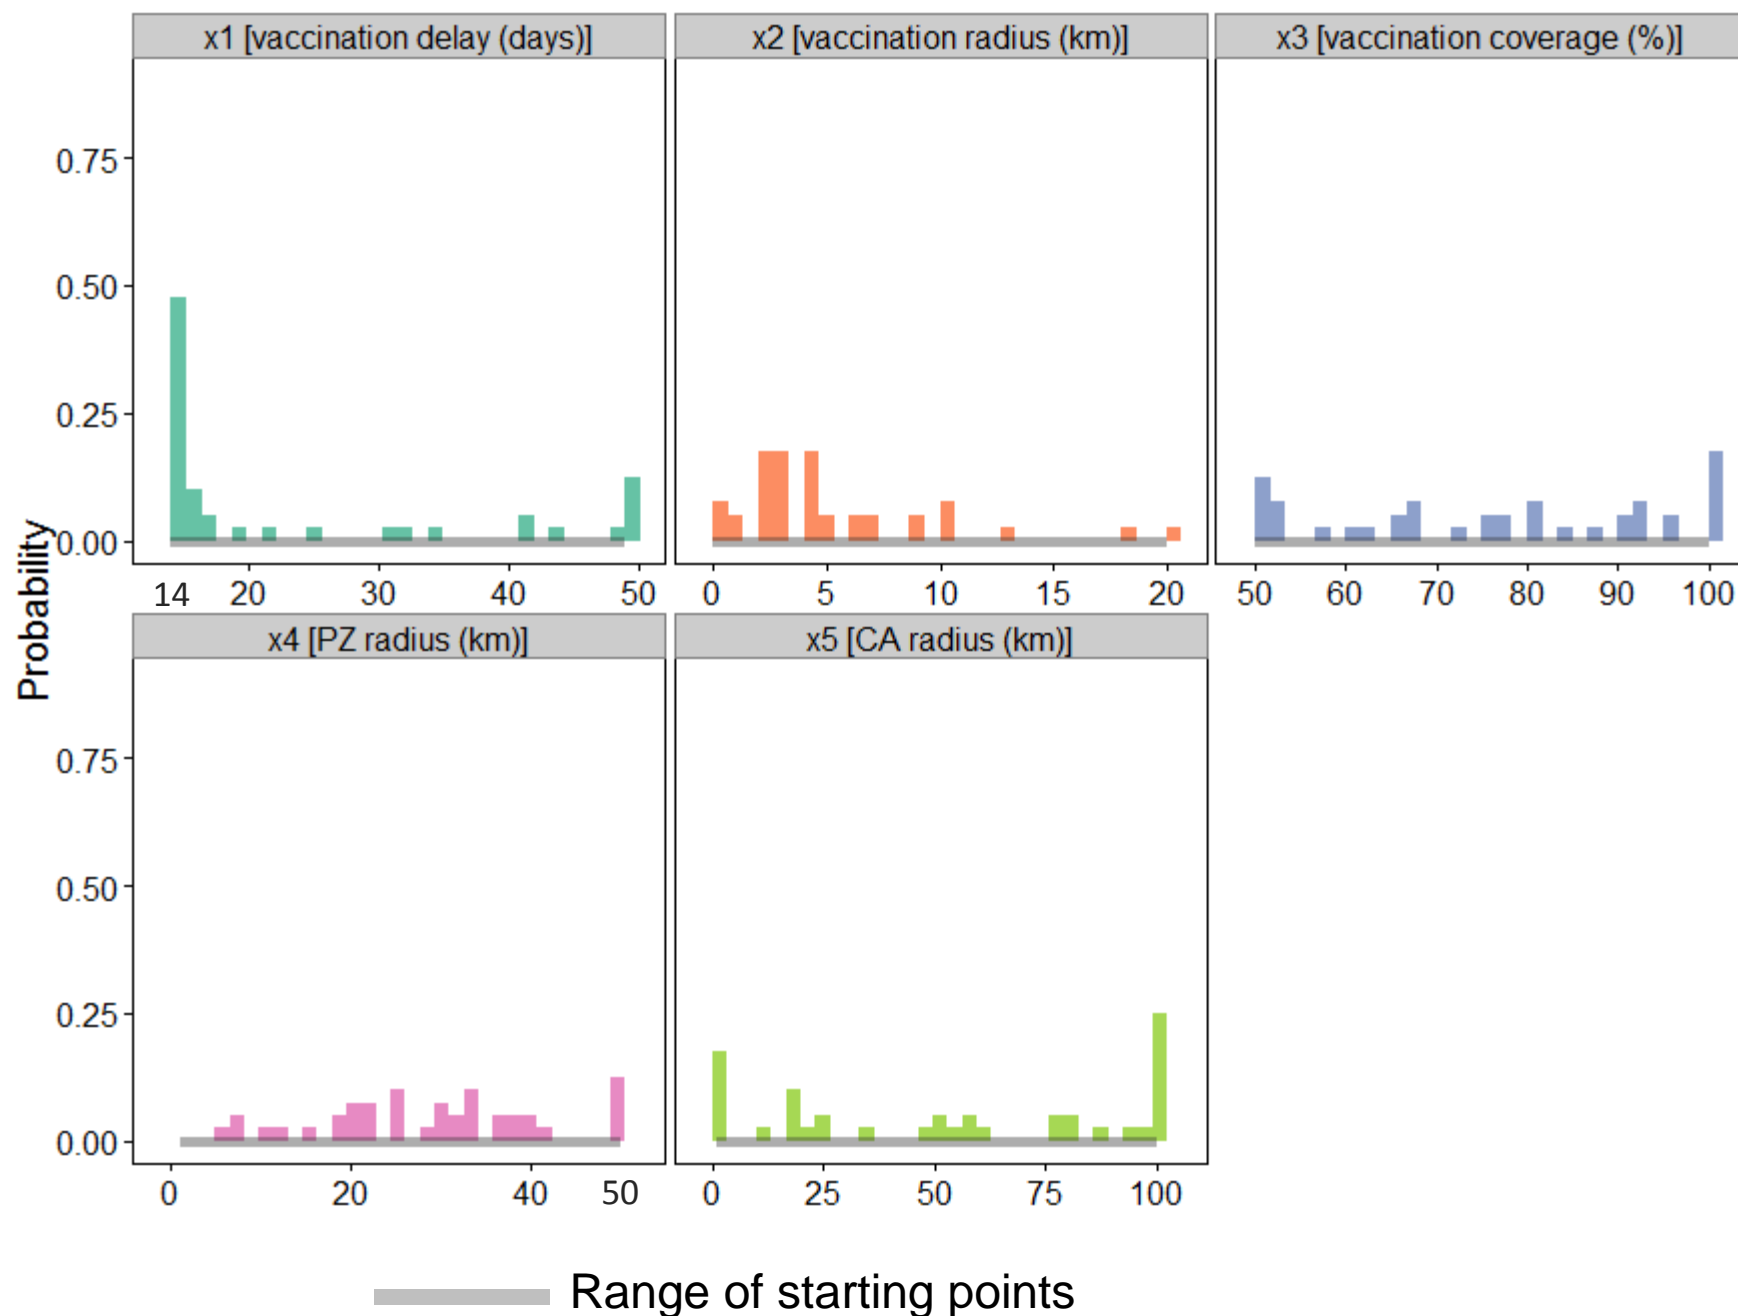 x1 [vaccination delay (days)]
x2 [vaccination radius (km)]
x3 [vaccination coverage (%)]
0.75
0.50
0.25
0.00
14 20 30 40 50
0 5 10 15 20
50 60 70 80 90 100
Probability
x4 [PZ radius (km)]
x5 [CA radius (km)]
0.75
0.50
0.25
0.00
0 20 40 50
0 25 50 75 100
Range of starting points